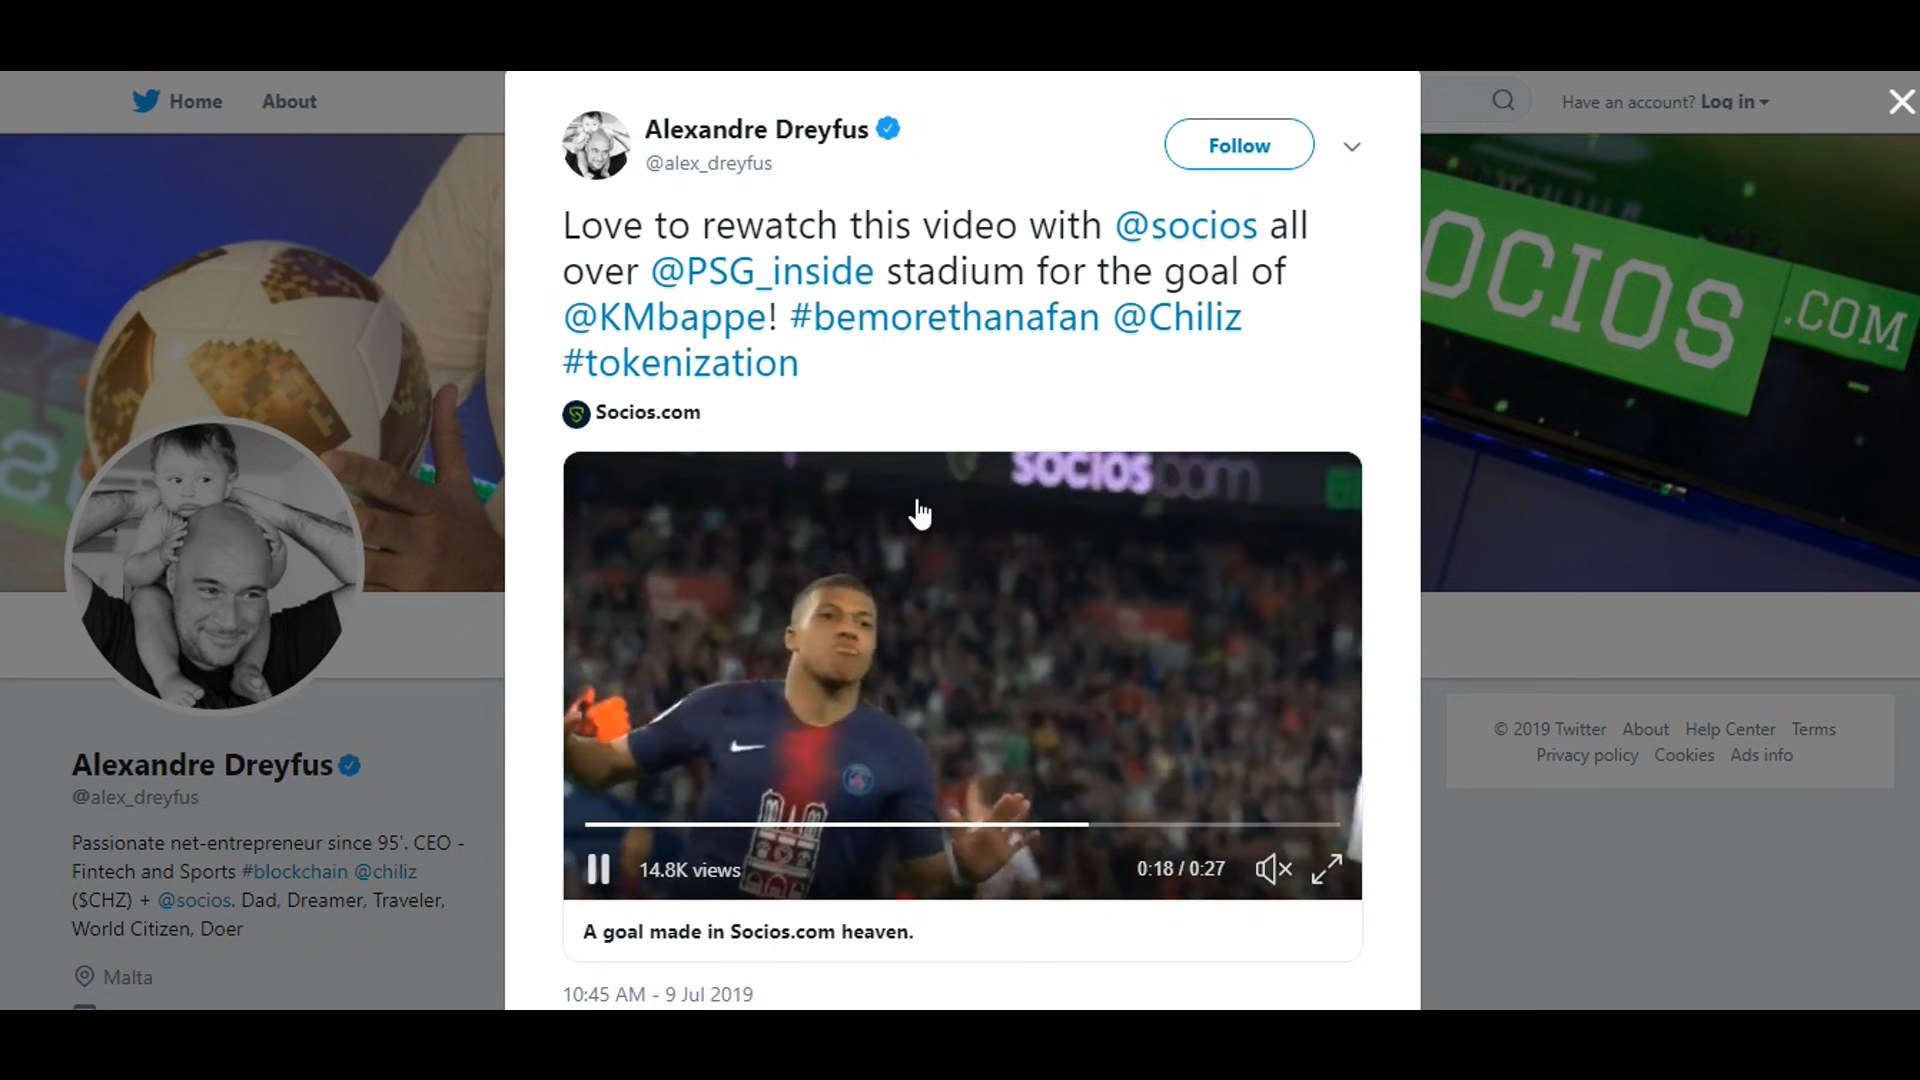 Home About
Have an account? Log in
Alexandre Dreyfus
@alex_dreyfus
Follow
Love to rewatch this video with @socios all
over @PSG_inside stadium for the goal of
@KMbappe! #bemorethanafan @Chiliz
#tokenization
Socios.com
socios.com
14.8K views
0:18 / 0:27
A goal made in Socios.com heaven.
10:45 AM - 9 Jul 2019
OCIOS
.COM
Alexandre Dreyfus
@alex_dreyfus
Passionate net-entrepreneur since 95'. CEO -
Fintech and Sports #blockchain @chiliz
($CHZ) + @socios. Dad, Dreamer, Traveler,
World Citizen, Doer
Malta
© 2019 Twitter About Help Center Terms
Privacy policy Cookies Ads info